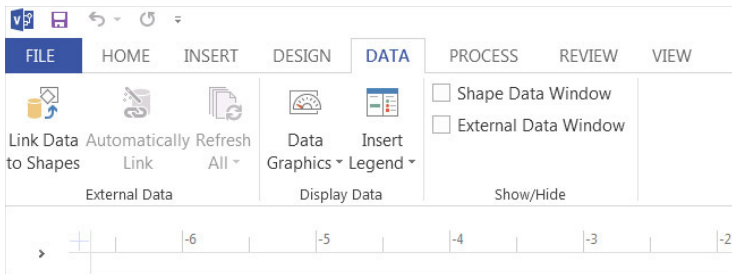 FILE HOME INSERT DESIGN DATA PROCESS REVIEW VIEW
Link Data to Shapes
Automatically Link
Refresh All
Data Graphics
Insert Legend
Shape Data Window
External Data Window
External Data
Display Data
Show/Hide
-6 -5 -4 -3 -2